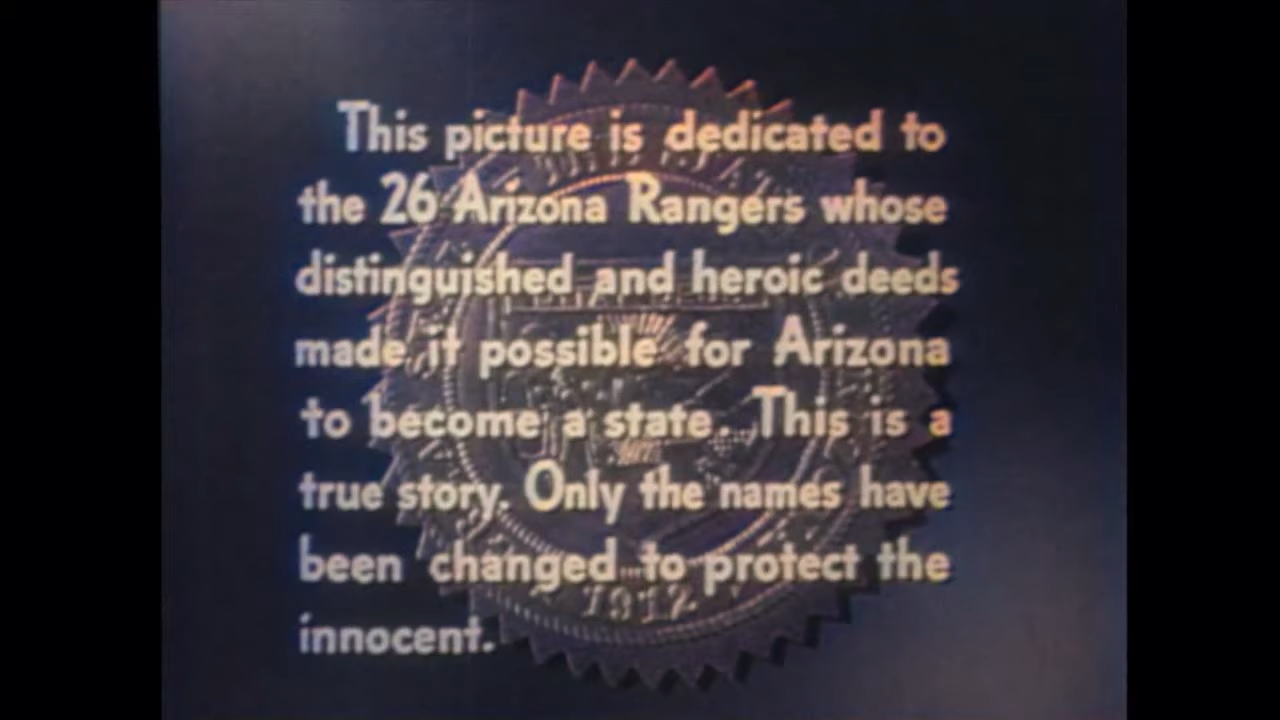 This picture is dedicated to
the 26 Arizona Rangers whose
distinguished and heroic deeds
made it possible for Arizona
to become a state. This is a
true story. Only the names have
been changed...to protect the
innocent.
1912